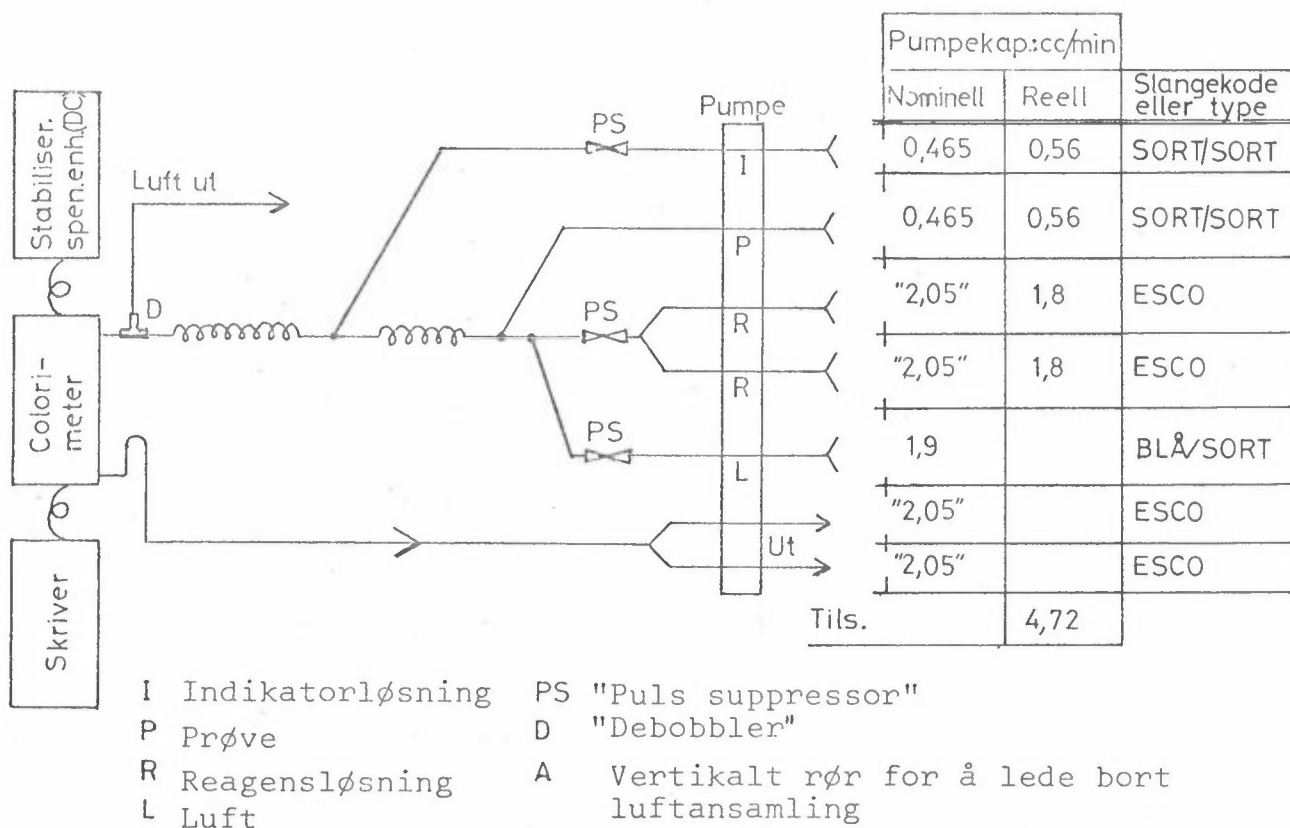 Pumpekap.:cc/min
Nominell Reell Slangekode
eller type
0,465 0,56 SORT/SORT
0,465 0,56 SORT/SORT
"2,05" 1,8 ESCO
"2,05" 1,8 ESCO
1,9 BLÅ/SORT
"2,05" ESCO
"2,05" ESCO
Tils. 4,72
Stabiliser.
spen.enh.(DC)
Luft ut
D
Colori-
meter
Skriver
PS
PS
PS
Pumpe
I
P
R
R
L
Ut
I Indikatorløsning
P Prøve
R Reagensløsning
L Luft
PS "Puls suppressor"
D "Debobbler"
A Vertikalt rør for å lede bort
luftansamling